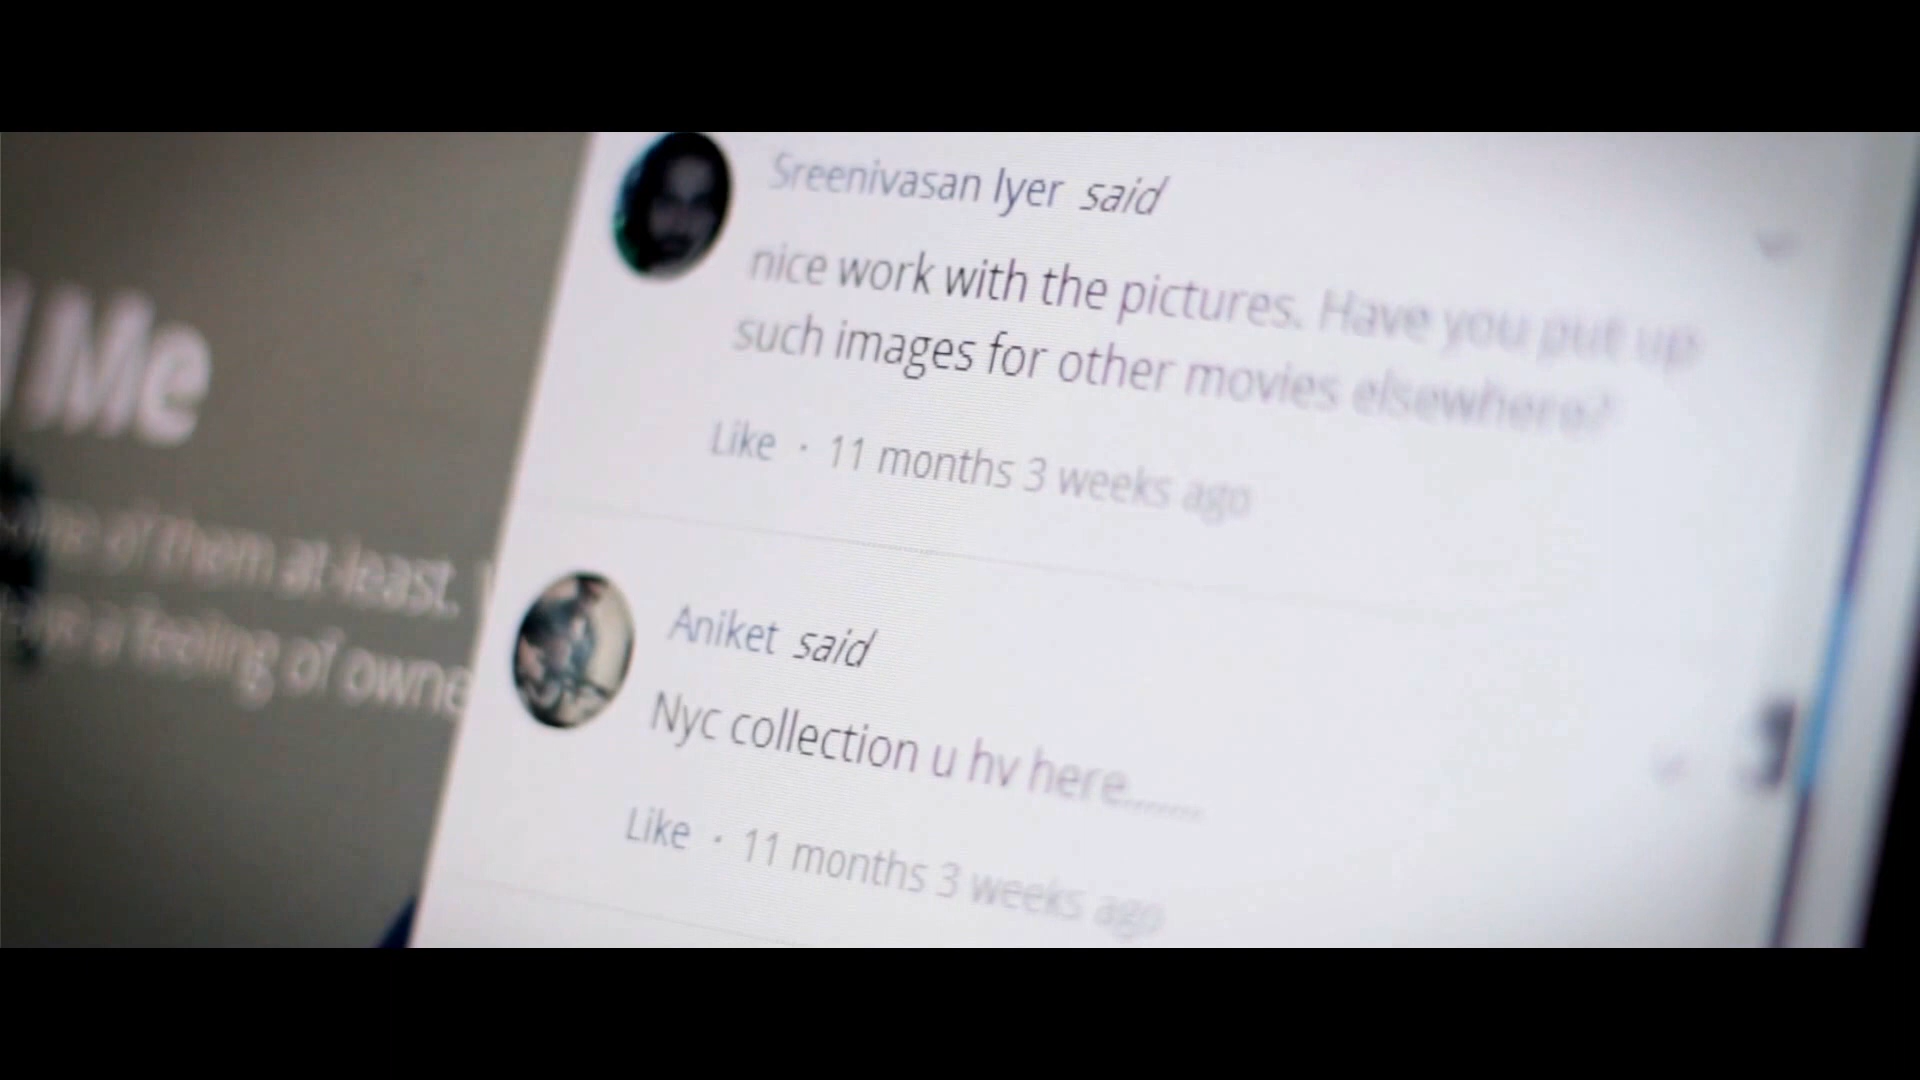 Me
of them at least.
a feeling of owne
Sreenivasan Iyer said
nice work with the pictures. Have you put up
such images for other movies elsewhere?
Like · 11 months 3 weeks ago
Aniket said
Nyc collection u hv here.......
Like · 11 months 3 weeks ago